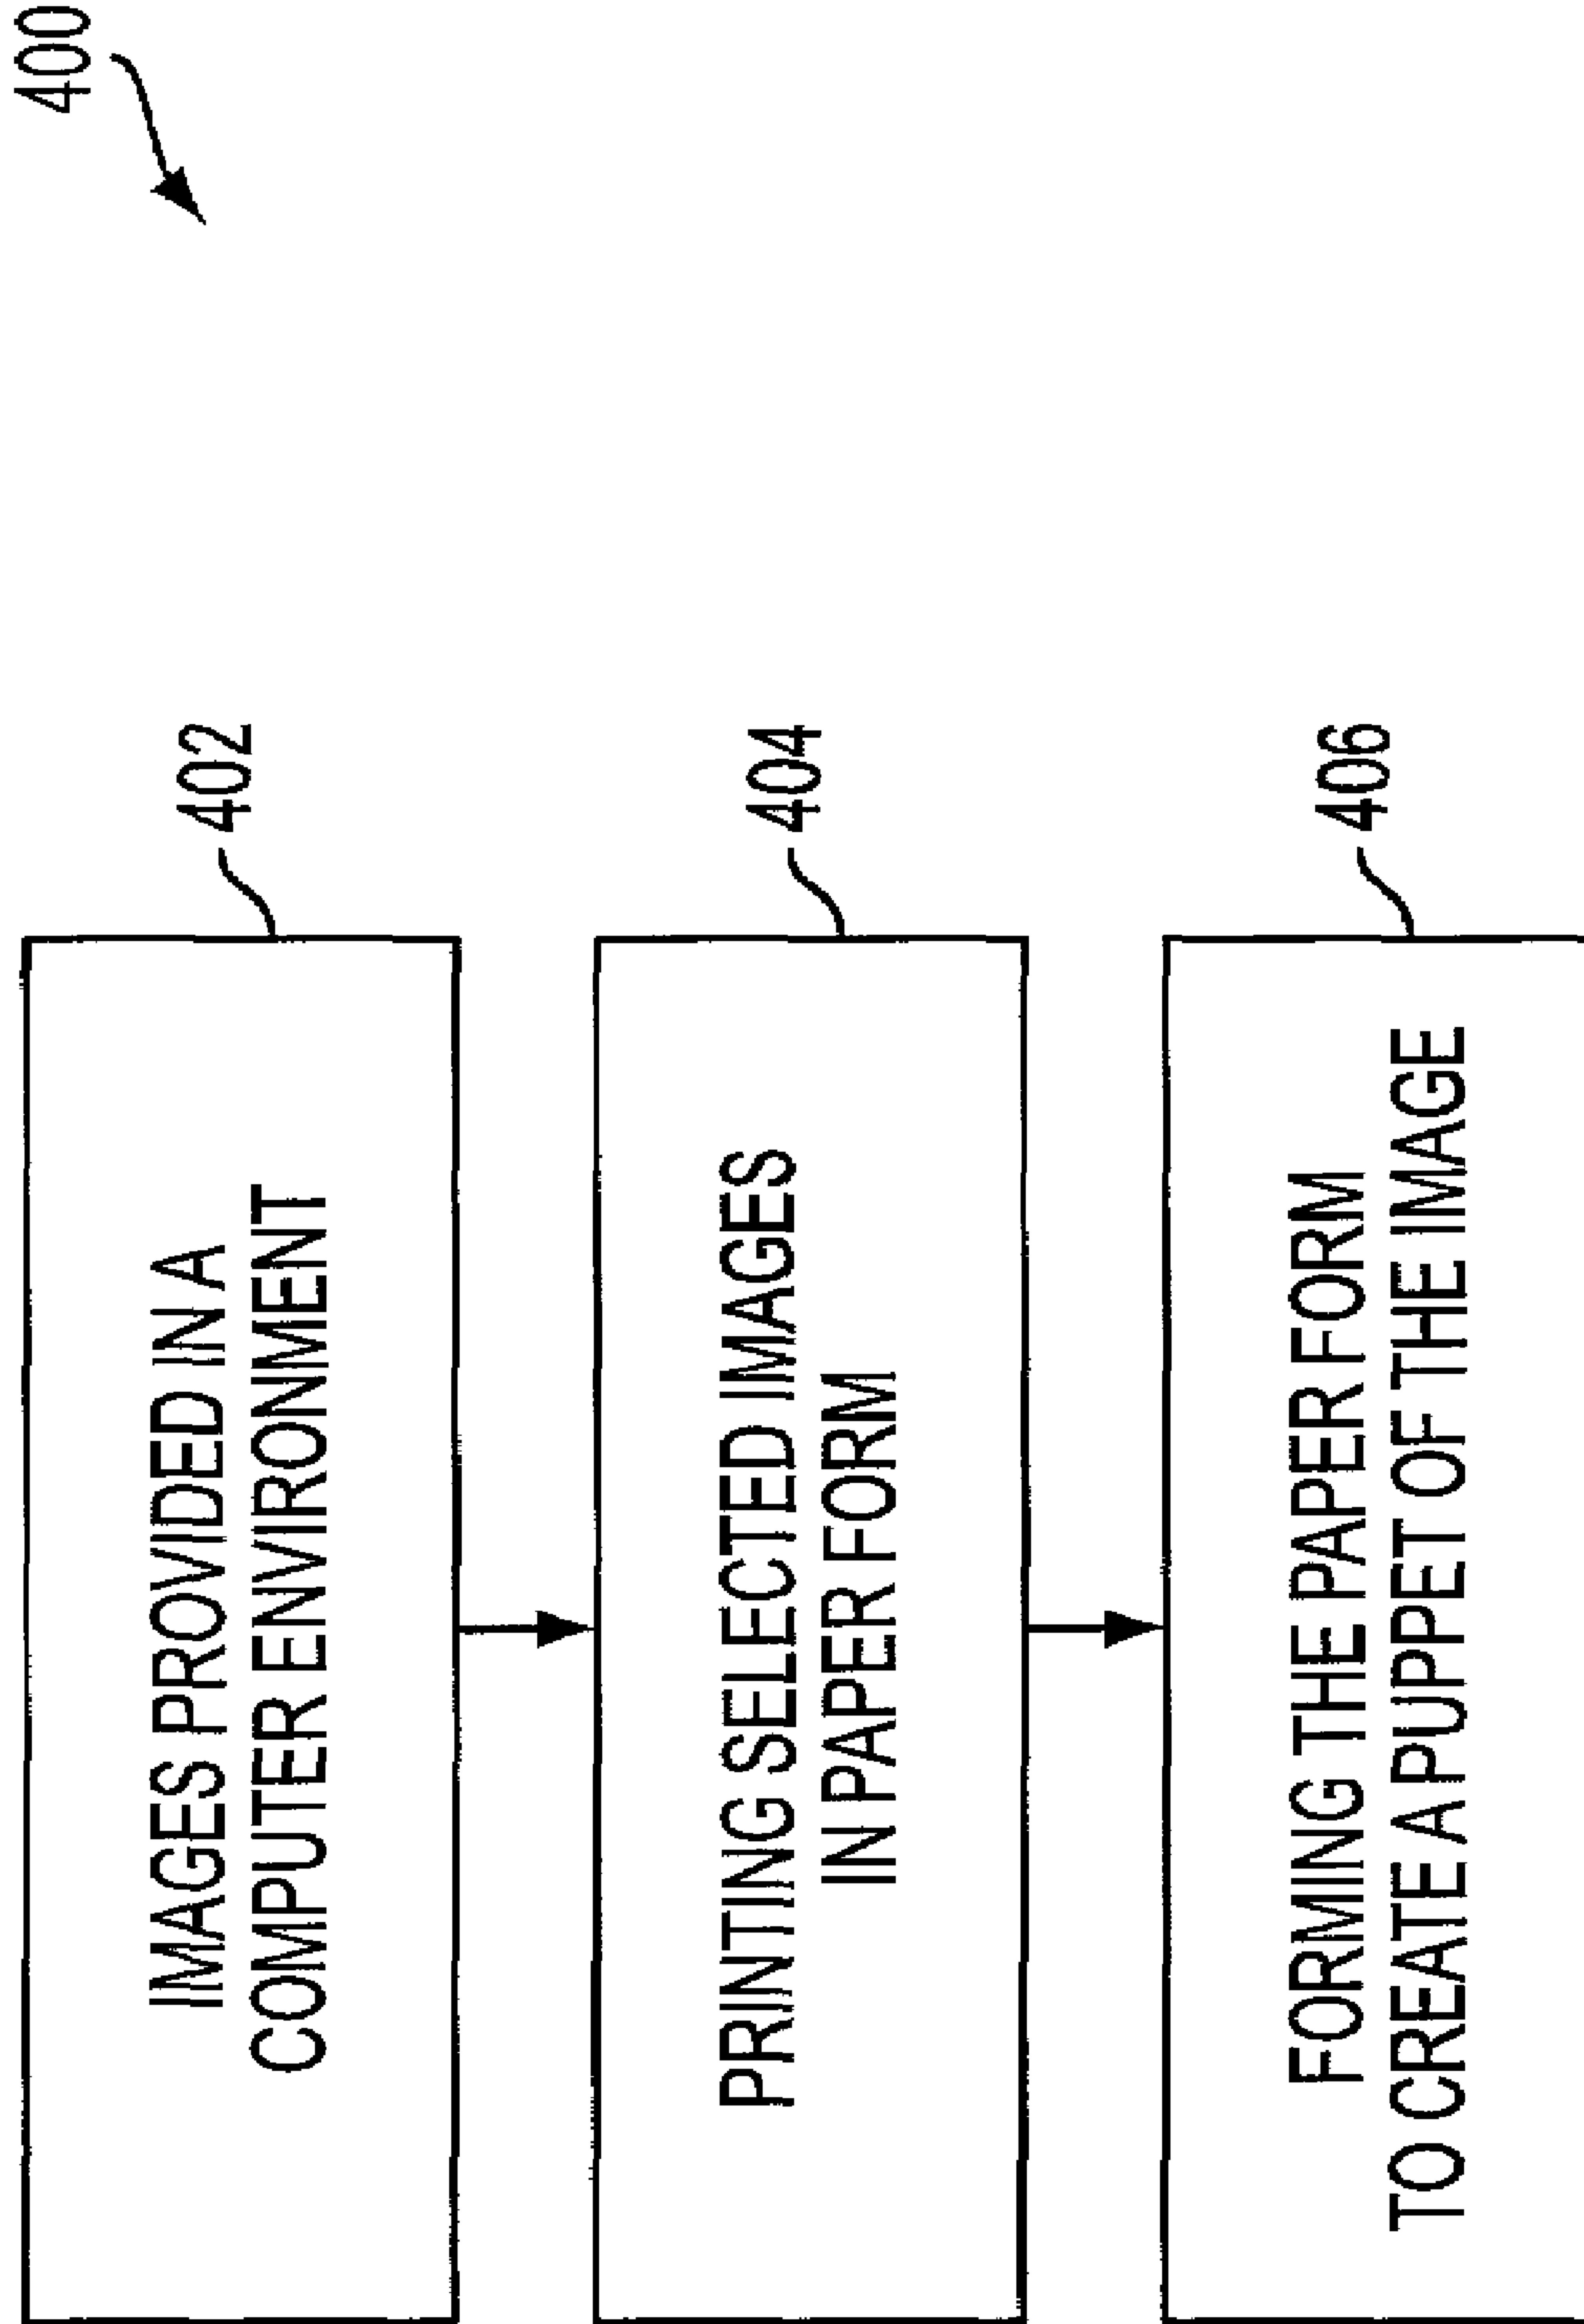 400
IMAGES PROVIDED IN A
COMPUTER ENVIRONMENT
402
PRINTING SELECTED IMAGES
IN PAPER FORM
404
FORMING THE PAPER FORM
TO CREATE A PUPPET OF THE IMAGE
406